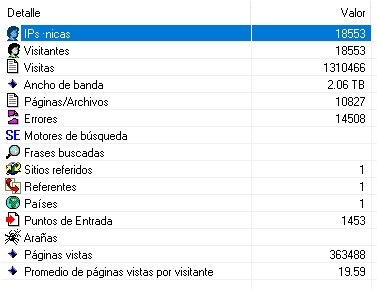 Detalle Valor
IPs ·nicas 18553
Visitantes 18553
Visitas 1310466
Ancho de banda 2.06 TB
Páginas/Archivos 10827
Errores 14508
SE Motores de búsqueda
Frases buscadas
Sitios referidos 1
Referentes 1
Países 1
Puntos de Entrada 1453
Arañas
Páginas vistas 363488
Promedio de páginas vistas por visitante 19.59